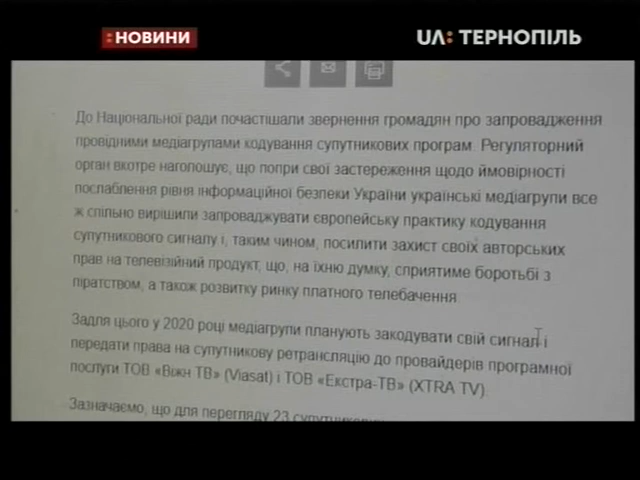 :НОВИНИ
UA: ТЕРНОПІЛЬ
До Національної ради почастішали звернення громадян про запровадження
провідними медіагрупами кодування супутникових програм. Регуляторний
орган вкотре наголошує, що попри свої застереження щодо ймовірності
послаблення рівня інформаційної безпеки України українські медіагрупи все
ж спільно вирішили запроваджувати європейську практику кодування
супутникового сигналу і, таким чином, посилити захист своїх авторських
прав на телевізійний продукт, що, на їхню думку, сприятиме боротьбі з
піратством, а також розвитку ринку платного телебачення.
Задля цього у 2020 році медіагрупи планують закодувати свій сигнал і
передати права на супутникову ретрансляцію до провайдерів програмної
послуги ТОВ «Віжн ТВ» (Viasat) і ТОВ «Екстра-ТВ» (XTRA TV).
Зазначаємо, що для перегляду 23